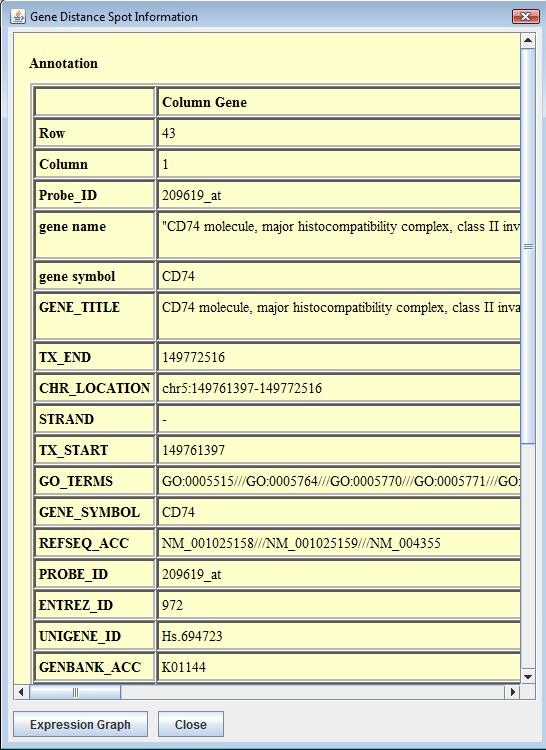 Gene Distance Spot Information
Annotation
Column Gene
Row 43
Column 1
Probe_ID 209619_at
gene name "CD74 molecule, major histocompatibility complex, class II inv
gene symbol CD74
GENE_TITLE CD74 molecule, major histocompatibility complex, class II inva
TX_END 149772516
CHR_LOCATION chr5:149761397-149772516
STRAND -
TX_START 149761397
GO_TERMS GO:0005515///GO:0005764///GO:0005770///GO:0005771///GO:
GENE_SYMBOL CD74
REFSEQ_ACC NM_001025158///NM_001025159///NM_004355
PROBE_ID 209619_at
ENTREZ_ID 972
UNIGENE_ID Hs.694723
GENBANK_ACC K01144
Expression Graph Close